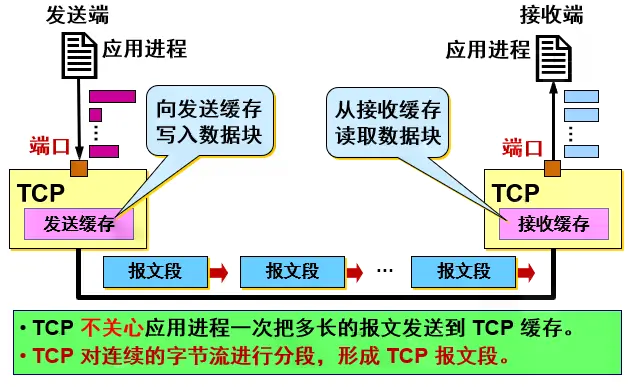 发送端
接收端
应用进程
应用进程
向发送缓存
写入数据块
从接收缓存
读取数据块
端口
端口
TCP
TCP
发送缓存
接收缓存
报文段
报文段
…
报文段
• TCP 不关心应用进程一次把多长的报文发送到 TCP 缓存。
• TCP 对连续的字节流进行分段，形成 TCP 报文段。